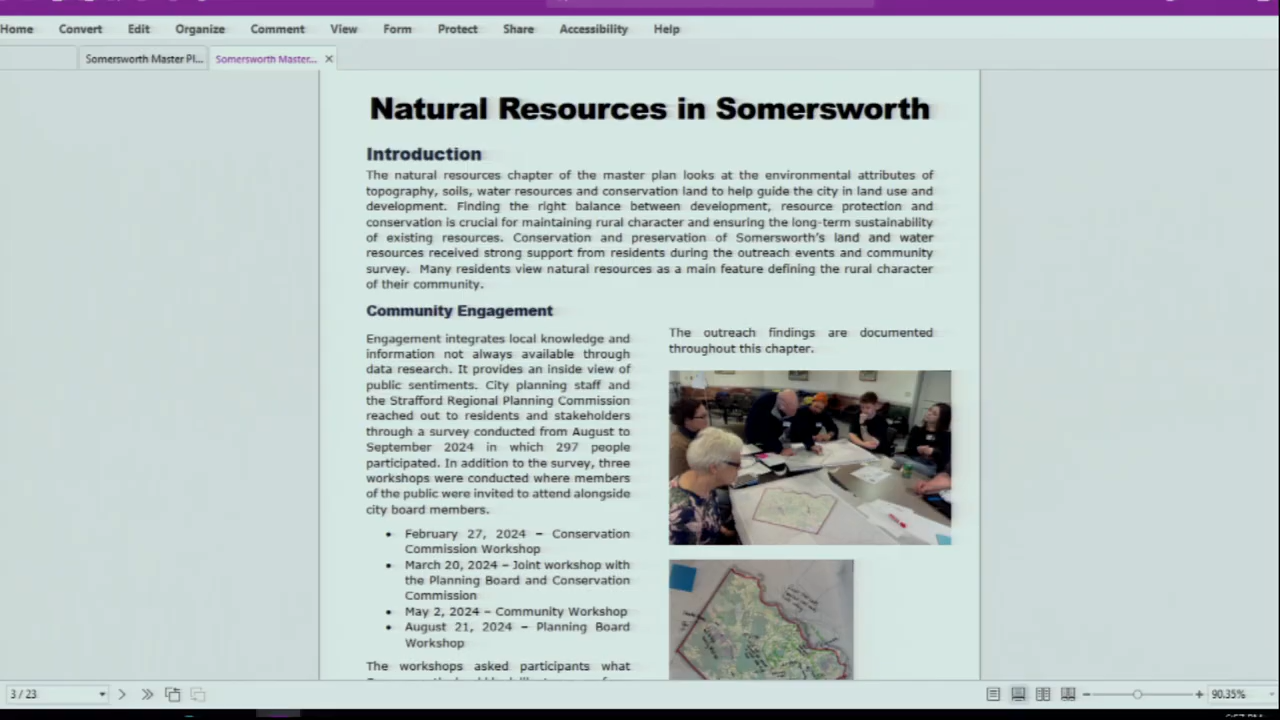 Home Convert Edit Organize Comment View Form Protect Share Accessibility Help
Somersworth Master Pl... Somersworth Master...
Natural Resources in Somersworth
Introduction
The natural resources chapter of the master plan looks at the environmental attributes of
topography, soils, water resources and conservation land to help guide the city in land use and
development. Finding the right balance between development, resource protection and
conservation is crucial for maintaining rural character and ensuring the long-term sustainability
of existing resources. Conservation and preservation of Somersworth's land and water
resources received strong support from residents during the outreach events and community
survey. Many residents view natural resources as a main feature defining the rural character
of their community.
Community Engagement
Engagement integrates local knowledge and
information not always available through
data research. It provides an inside view of
public sentiments. City planning staff and
the Strafford Regional Planning Commission
reached out to residents and stakeholders
through a survey conducted from August to
September 2024 in which 297 people
participated. In addition to the survey, three
workshops were conducted where members
of the public were invited to attend alongside
city board members.
• February 27, 2024 – Conservation
Commission Workshop
• March 20, 2024 – Joint workshop with
the Planning Board and Conservation
Commission
• May 2, 2024 – Community Workshop
• August 21, 2024 – Planning Board
Workshop
The workshops asked participants what
The outreach findings are documented
throughout this chapter.
3 / 23
90.35%